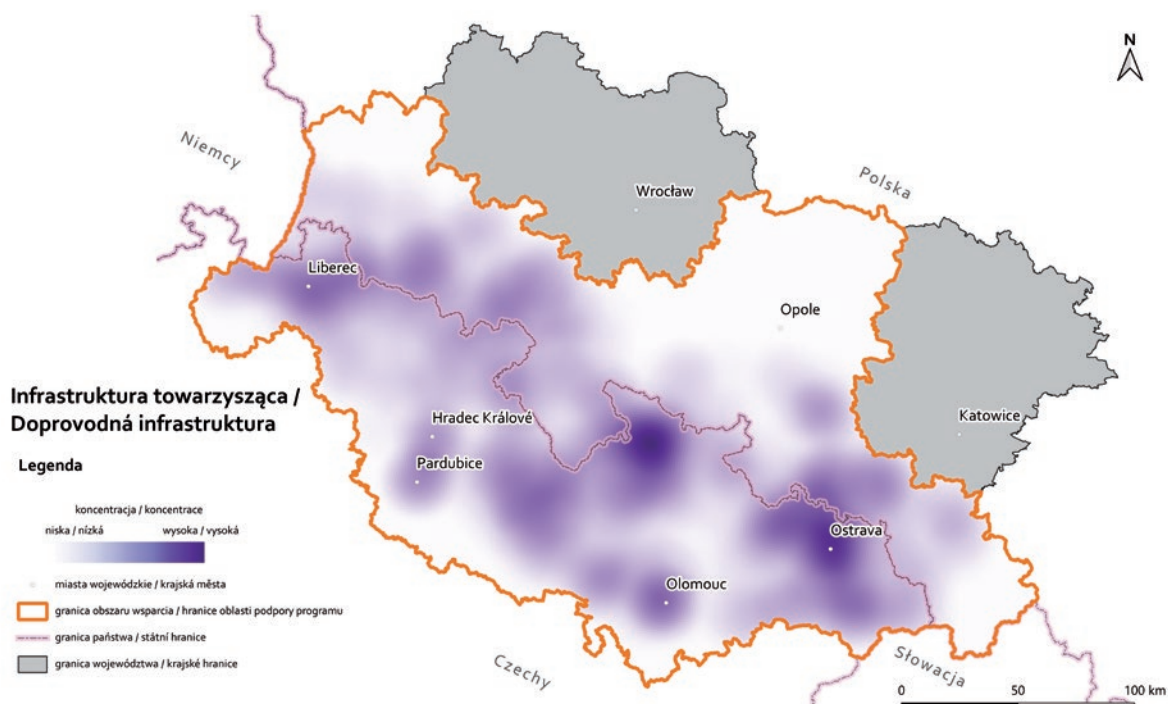 N
Niemcy
Polska
Wrocław
Liberec
Opole
Infrastruktura towarzysząca /
Doprovodná infrastruktura
Hradec Králové
Katowice
Pardubice
Legenda
koncentracja / koncentrace
niska / nízká wysoka / vysoká
Ostrava
miasta wojewódzkie / krajská města
Olomouc
granica obszaru wsparcia / hranice oblasti podpory programu
granica państwa / státní hranice
granica województwa / krajské hranice
Czechy
Słowacja
0 50 100 km